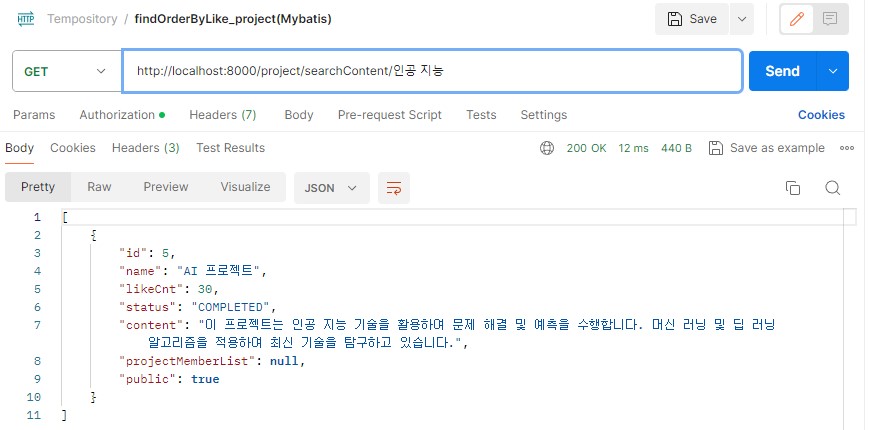 HTTP Tempository / findOrderByLike_project(Mybatis) Save
GET http://localhost:8000/project/searchContent/인공 지능 Send
Params Authorization Headers (7) Body Pre-request Script Tests Settings Cookies
Body Cookies Headers (3) Test Results 200 OK 12 ms 440 B Save as example
Pretty Raw Preview Visualize JSON
1 [
2 {
3 "id": 5,
4 "name": "AI 프로젝트",
5 "likeCnt": 30,
6 "status": "COMPLETED",
7 "content": "이 프로젝트는 인공 지능 기술을 활용하여 문제 해결 및 예측을 수행합니다. 머신 러닝 및 딥 러닝
알고리즘을 적용하여 최신 기술을 탐구하고 있습니다.",
8 "projectMemberList": null,
9 "public": true
10 }
11 ]